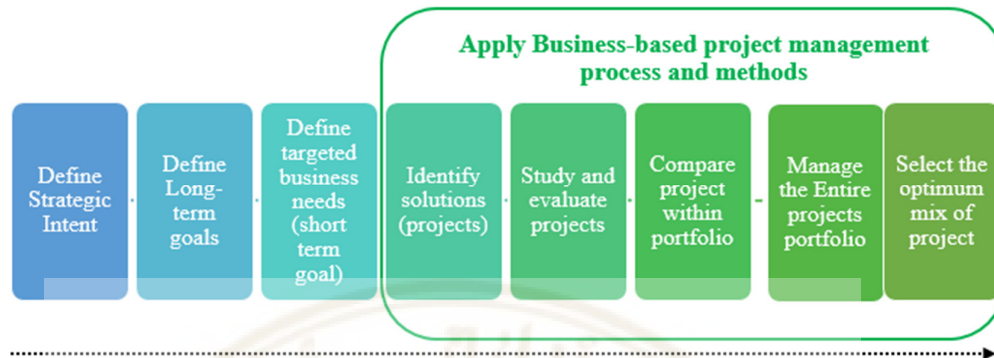 Apply Business-based project management
process and methods
Define
Strategic
Intent
Define
Long-
term
goals
Define
targeted
business
needs
(short
term
goal)
Identify
solutions
(projects)
Study and
evaluate
projects
Compare
project
within
portfolio
Manage
the Entire
projects
portfolio
Select the
optimum
mix of
project